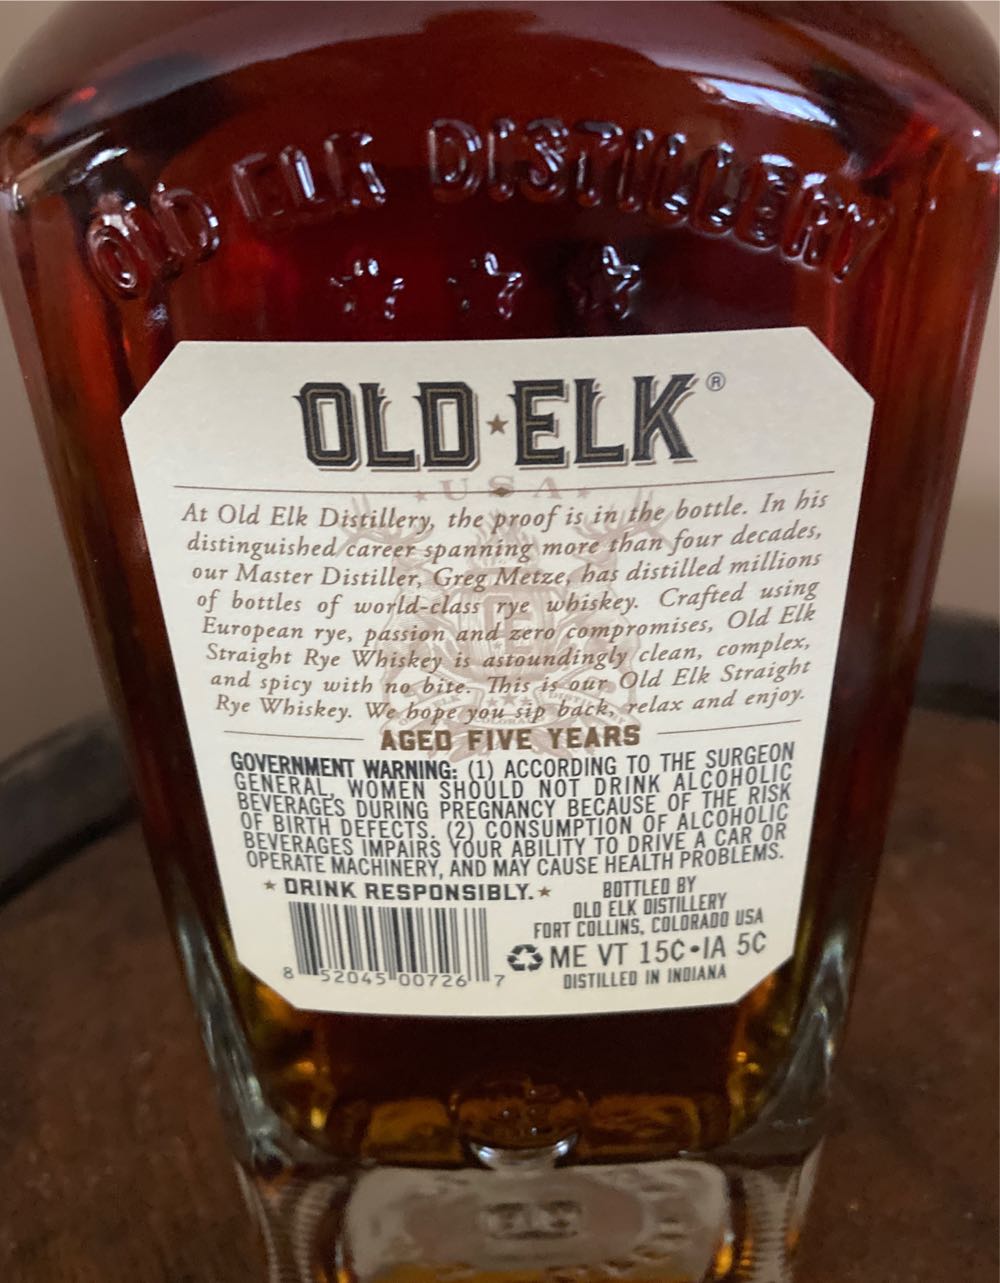 OLD ELK DISTILLERY
OLD ELK®
USA
At Old Elk Distillery, the proof is in the bottle. In his
distinguished career spanning more than four decades,
our Master Distiller, Greg Metze, has distilled millions
of bottles of world-class rye whiskey. Crafted using
European rye, passion and zero compromises, Old Elk
Straight Rye Whiskey is astoundingly clean, complex,
and spicy with no bite. This is our Old Elk Straight
Rye Whiskey. We hope you sip back, relax and enjoy.
AGED FIVE YEARS
GOVERNMENT WARNING: (1) ACCORDING TO THE SURGEON
GENERAL, WOMEN SHOULD NOT DRINK ALCOHOLIC
BEVERAGES DURING PREGNANCY BECAUSE OF THE RISK
OF BIRTH DEFECTS. (2) CONSUMPTION OF ALCOHOLIC
BEVERAGES IMPAIRS YOUR ABILITY TO DRIVE A CAR OR
OPERATE MACHINERY, AND MAY CAUSE HEALTH PROBLEMS.
DRINK RESPONSIBLY.
8 52045 00726 7
BOTTLED BY
OLD ELK DISTILLERY
FORT COLLINS, COLORADO USA
ME VT 15C•IA 5C
DISTILLED IN INDIANA